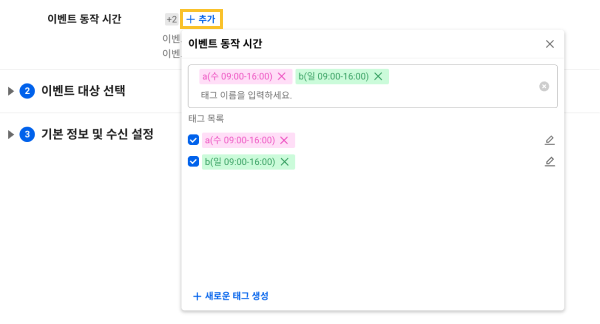 이벤트 동작 시간 +2 + 추가
이벤
이벤
이벤트 동작 시간
a(수 09:00-16:00) b(일 09:00-16:00)
태그 이름을 입력하세요.
태그 목록
a(수 09:00-16:00)
b(일 09:00-16:00)
+ 새로운 태그 생성
2 이벤트 대상 선택
3 기본 정보 및 수신 설정